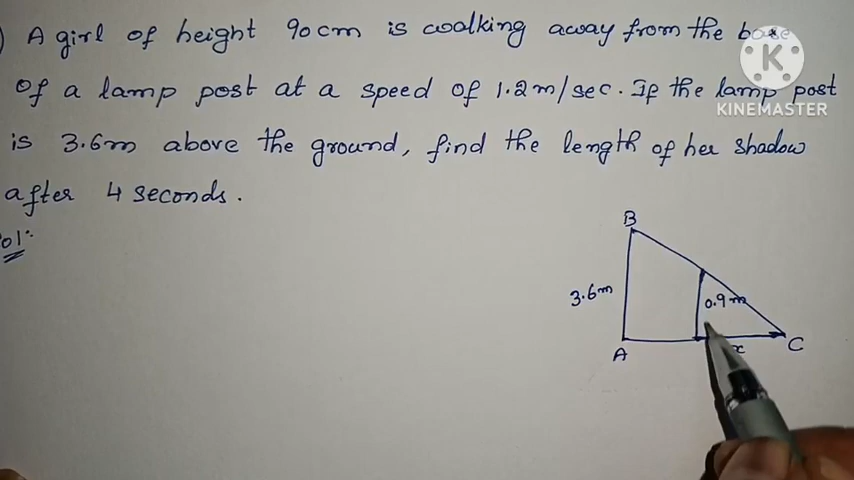 ) A girl of height 90cm is walking away from the base
of a lamp post at a speed of 1.2m/sec. If the lamp post
is 3.6m above the ground, find the length of her shadow
after 4 seconds.
ol:
B
3.6m
0.9m
A
x
C
K
KINEMASTER